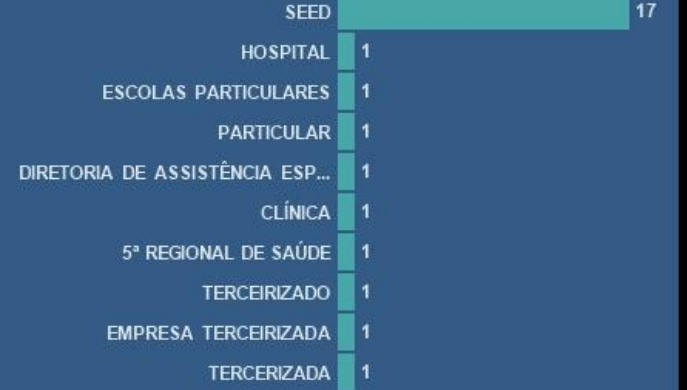 SEED 17
HOSPITAL 1
ESCOLAS PARTICULARES 1
PARTICULAR 1
DIRETORIA DE ASSISTÊNCIA ESP... 1
CLÍNICA 1
5ª REGIONAL DE SAÚDE 1
TERCEIRIZADO 1
EMPRESA TERCEIRIZADA 1
TERCERIZADA 1